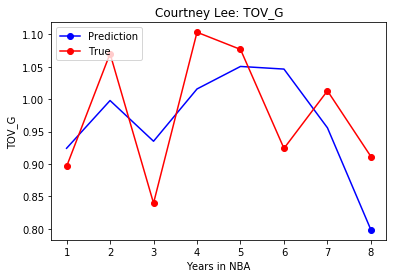 Courtney Lee: TOV_G
Prediction
True
TOV_G
1.10
1.05
1.00
0.95
0.90
0.85
0.80
1 2 3 4 5 6 7 8
Years in NBA